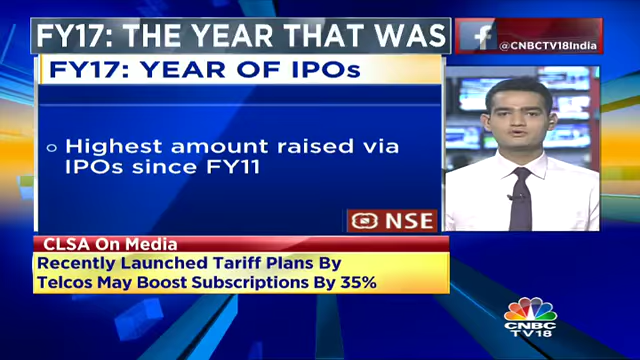 FY17: THE YEAR THAT WAS
f @CNBCTV18India
FY17: YEAR OF IPOs
Highest amount raised via
IPOs since FY11
NSE
CLSA On Media
Recently Launched Tariff Plans By
Telcos May Boost Subscriptions By 35%
CNBC
TV18